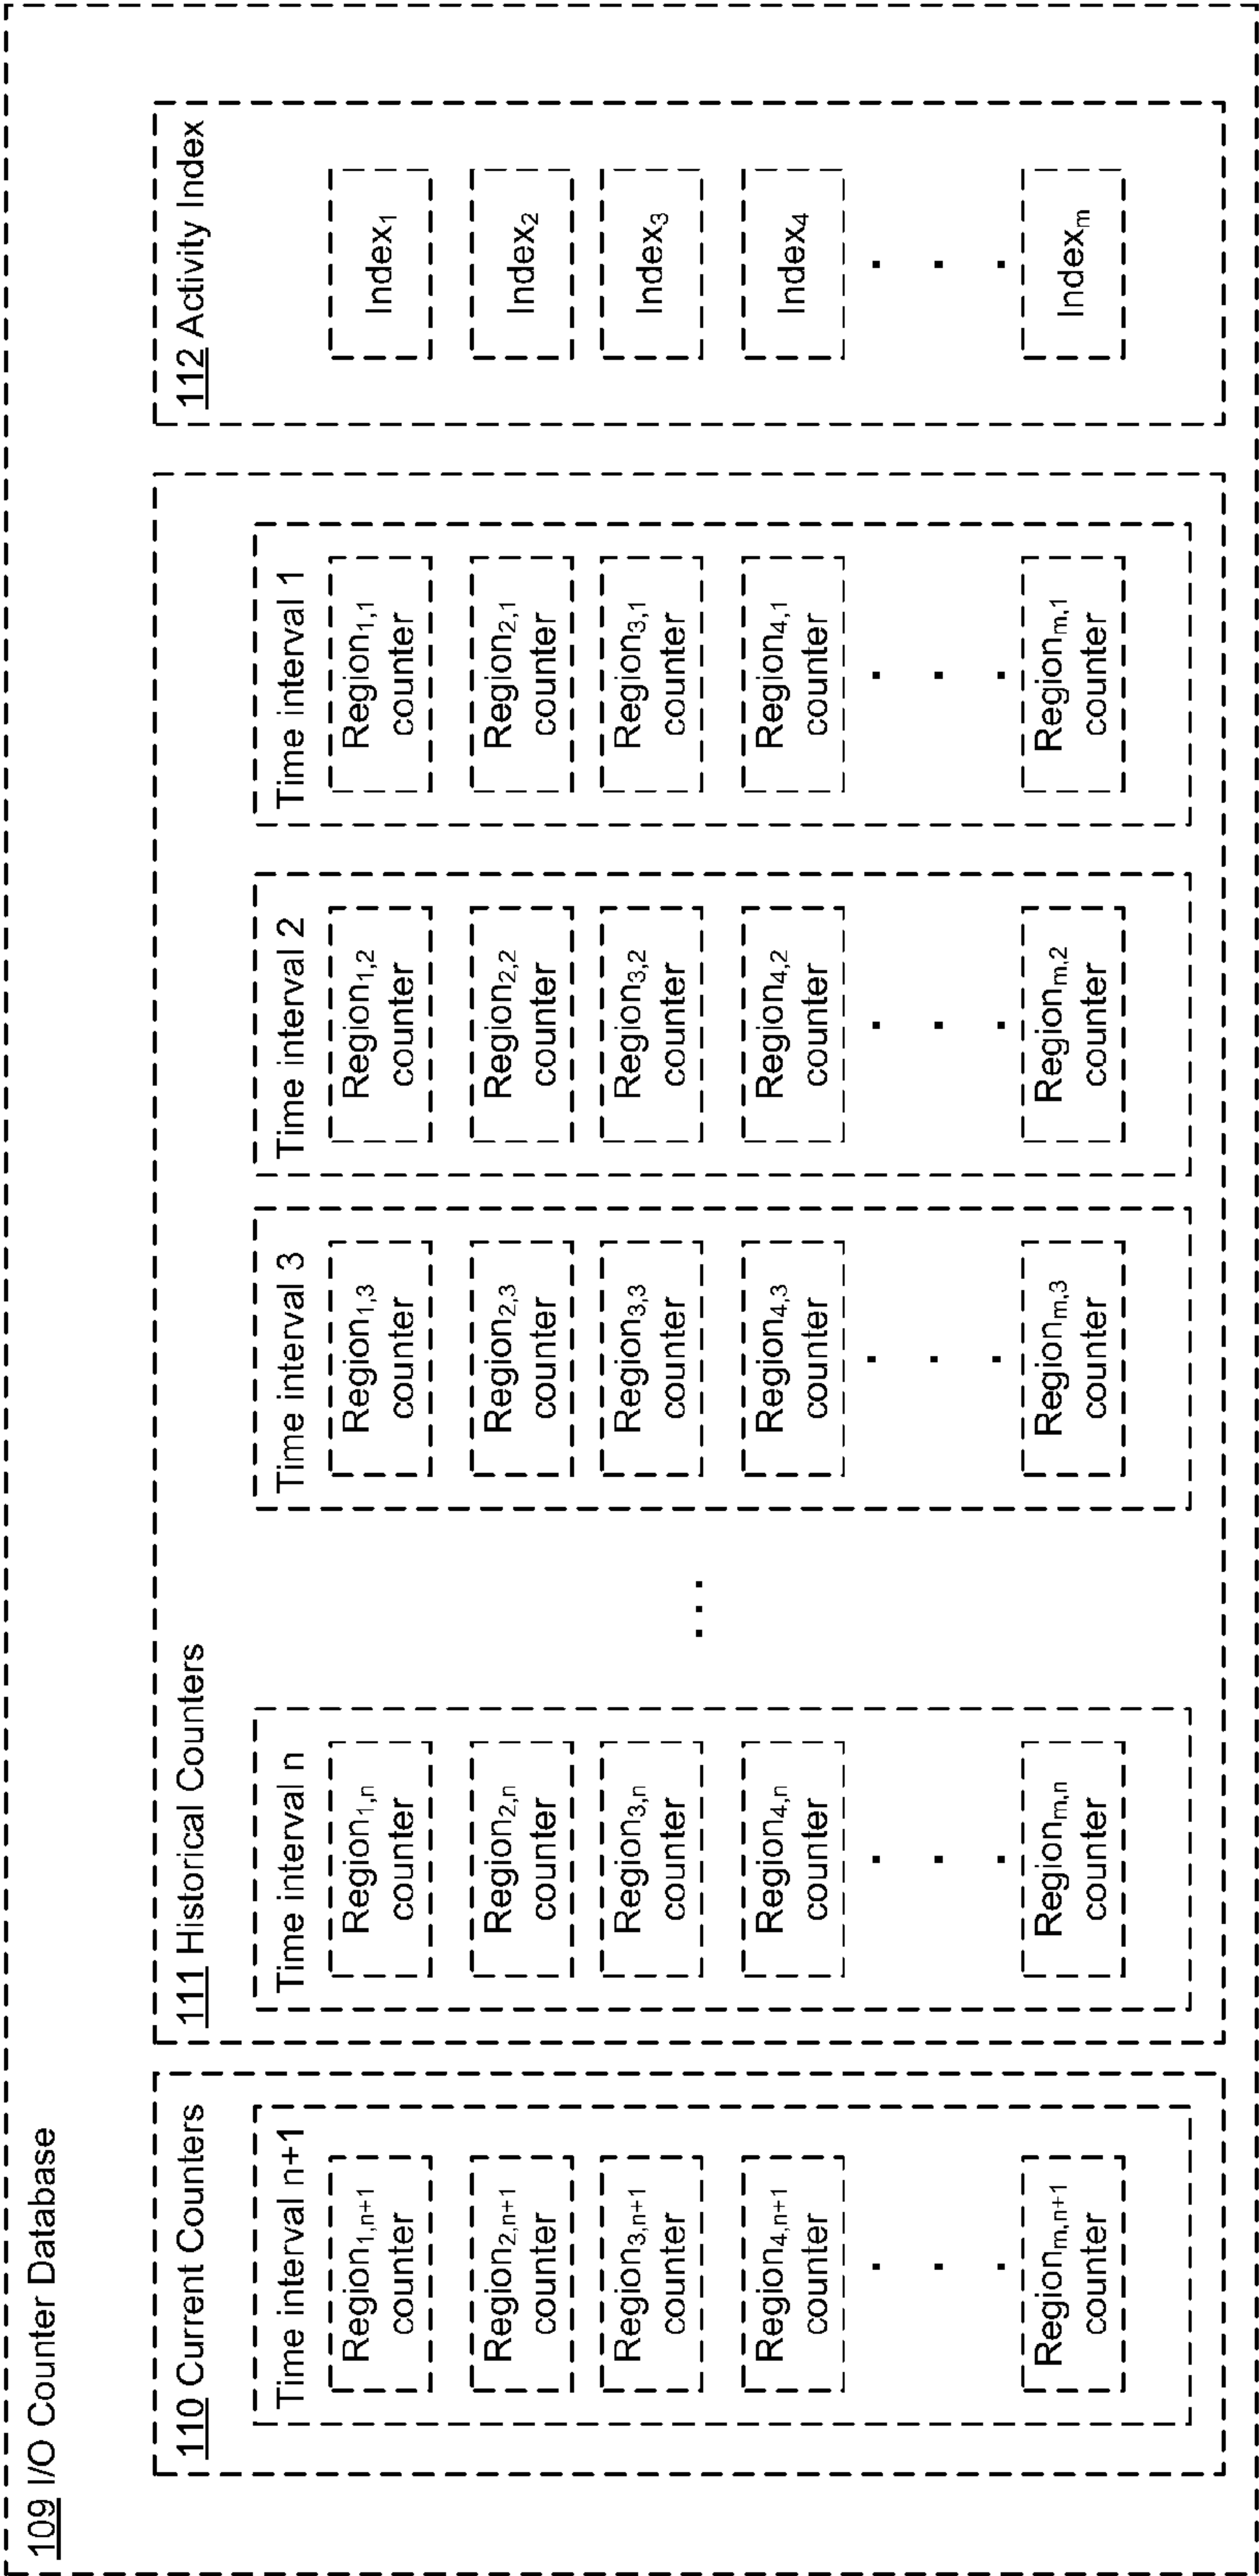 109 I/O Counter Database
110 Current Counters
Time interval n+1
Region1,n+1
counter
Region2,n+1
counter
Region3,n+1
counter
Region4,n+1
counter
. . .
Regionm,n+1
counter
111 Historical Counters
Time interval n
Region1,n
counter
Region2,n
counter
Region3,n
counter
Region4,n
counter
. . .
Regionm,n
counter
...
Time interval 3
Region1,3
counter
Region2,3
counter
Region3,3
counter
Region4,3
counter
. . .
Regionm,3
counter
Time interval 2
Region1,2
counter
Region2,2
counter
Region3,2
counter
Region4,2
counter
. . .
Regionm,2
counter
Time interval 1
Region1,1
counter
Region2,1
counter
Region3,1
counter
Region4,1
counter
. . .
Regionm,1
counter
112 Activity Index
Index1
Index2
Index3
Index4
. . .
Indexm